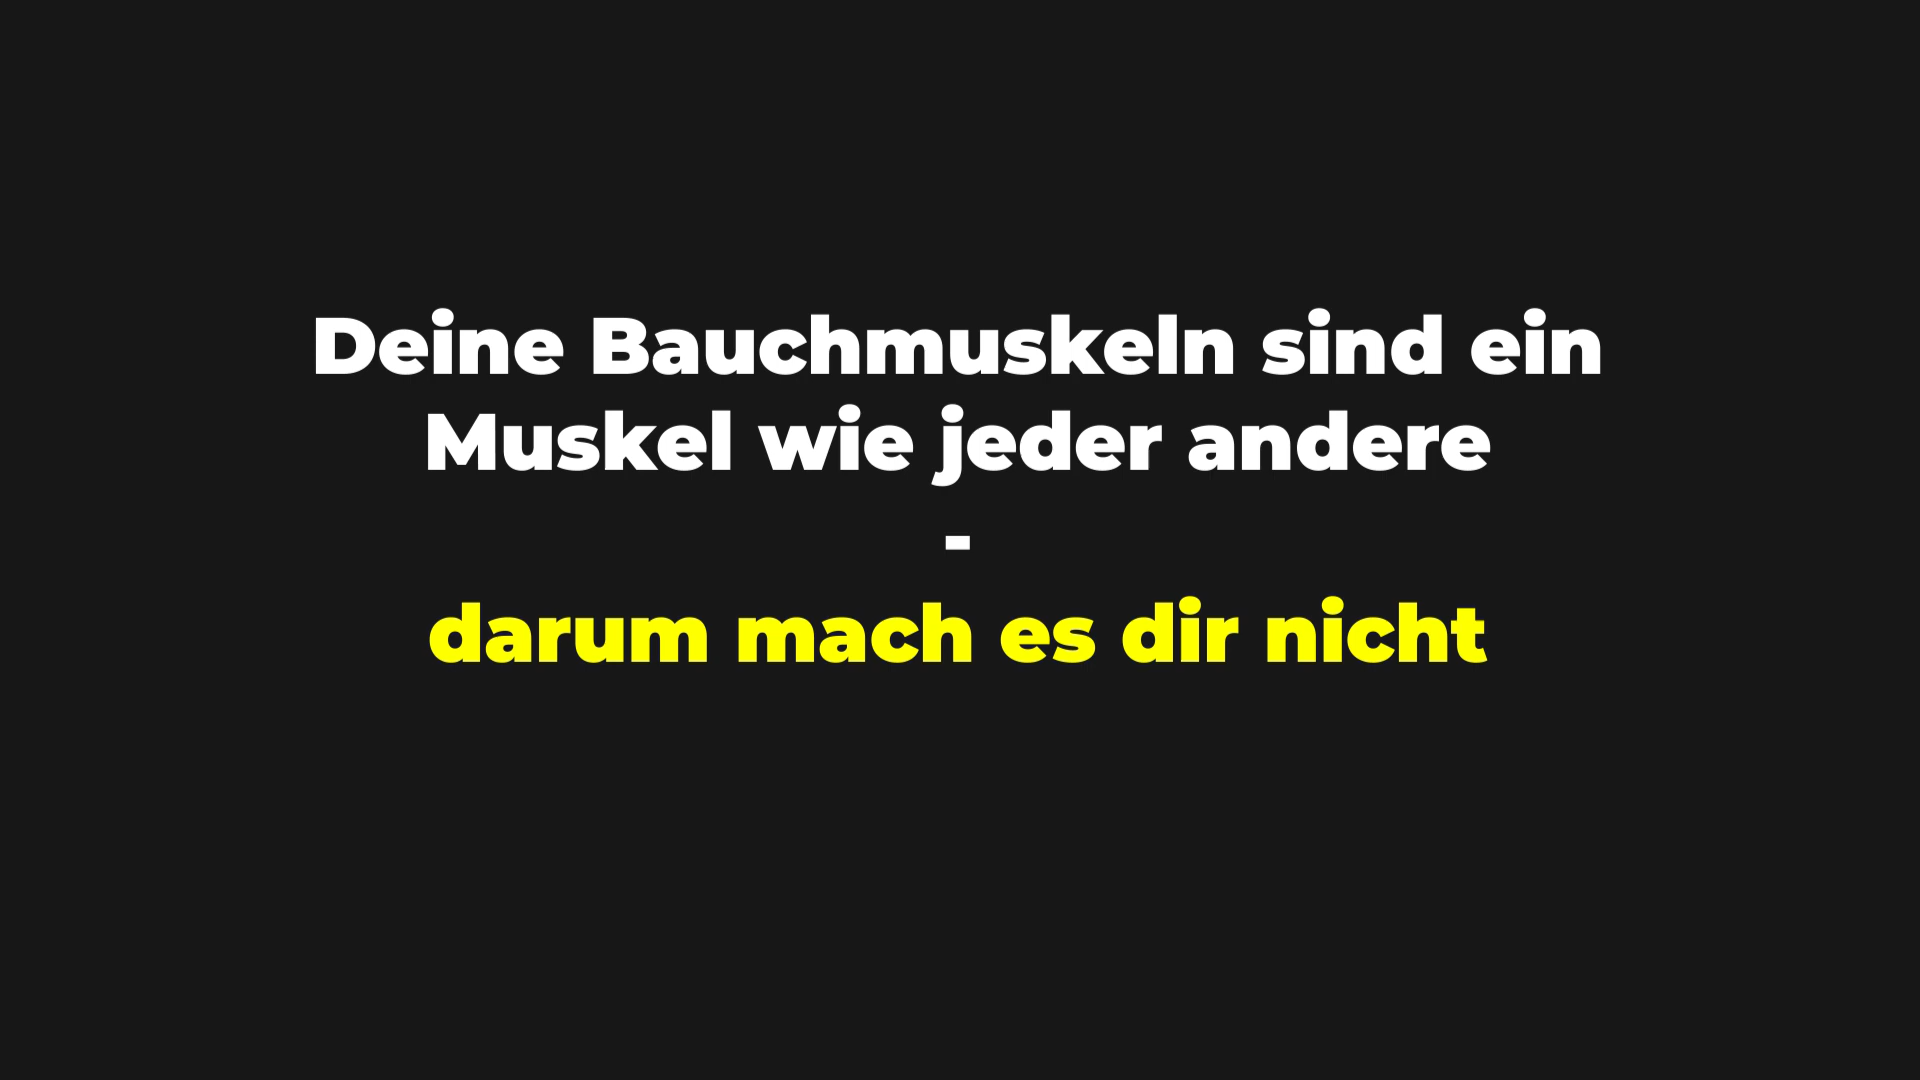 Deine Bauchmuskeln sind ein
Muskel wie jeder andere
-
darum mach es dir nicht